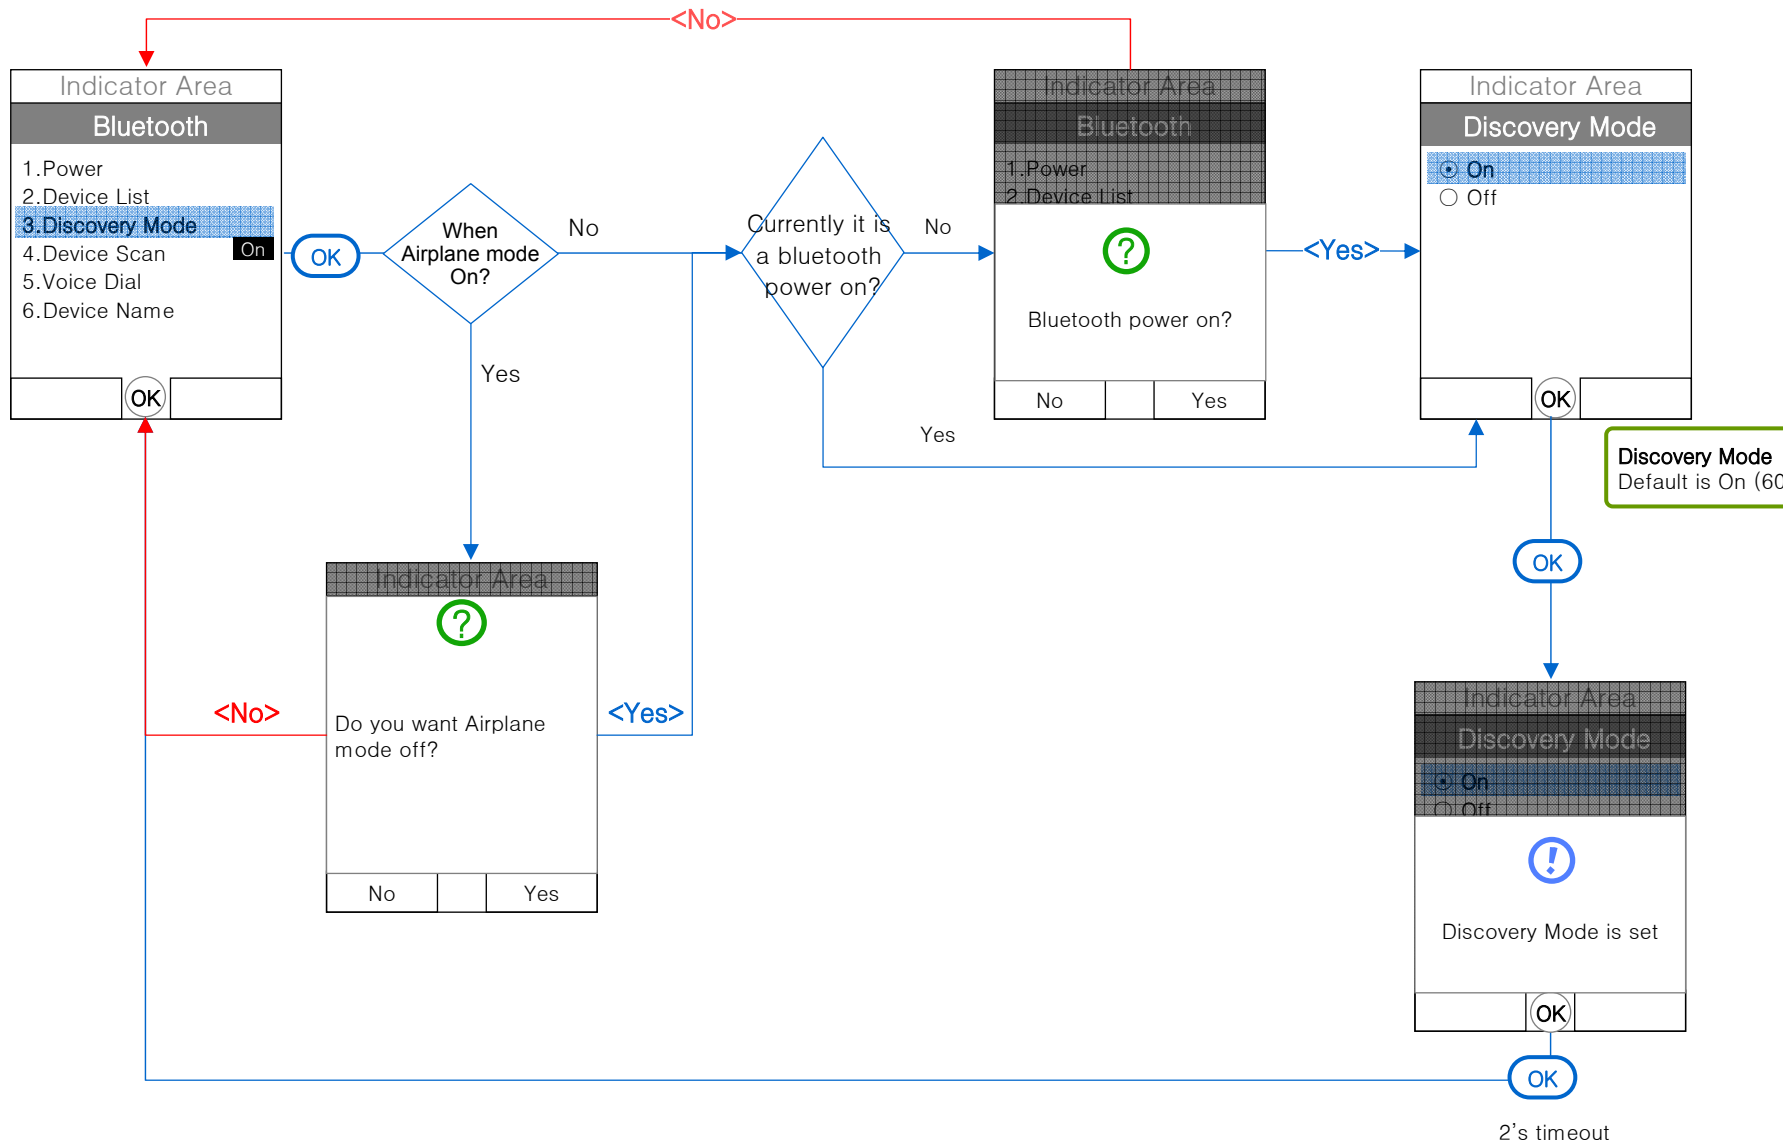 <No>
Indicator Area
Bluetooth
1.Power
2.Device List
3.Discovery Mode
On
4.Device Scan
5.Voice Dial
6.Device Name
OK
OK
When
Airplane mode
On?
No
Yes
Currently it is
a bluetooth
power on?
No
Yes
Indicator Area
Bluetooth
1.Power
2.Device List
?
Bluetooth power on?
No
Yes
<Yes>
Indicator Area
Discovery Mode
On
Off
OK
Discovery Mode
Default is On (60
OK
Indicator Area
?
Do you want Airplane
mode off?
No
Yes
<No>
<Yes>
Indicator Area
Discovery Mode
On
Off
!
Discovery Mode is set
OK
OK
2's timeout